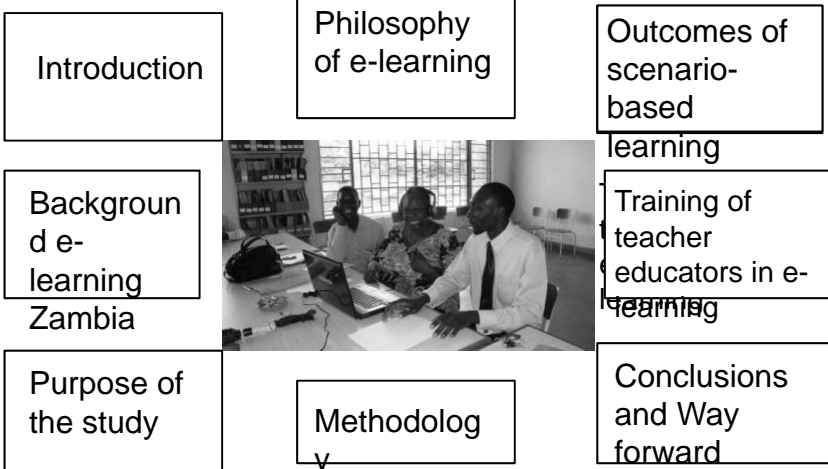 Introduction
Philosophy
of e-learning
Outcomes of
scenario-
based
learning
Backgroun
d e-
learning
Zambia
Training of
teacher
educators in e-
learning
Purpose of
the study
Methodolog
y
Conclusions
and Way
forward